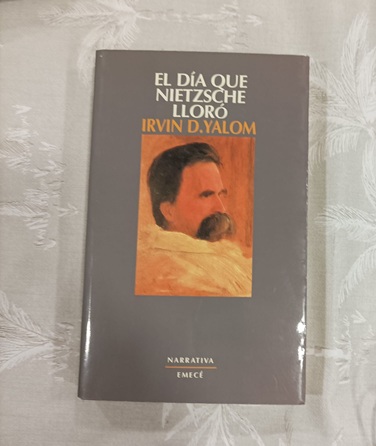 EL DÍA QUE
NIETZSCHE
LLORÓ
IRVIN D. YALOM
NARRATIVA
EMECÉ